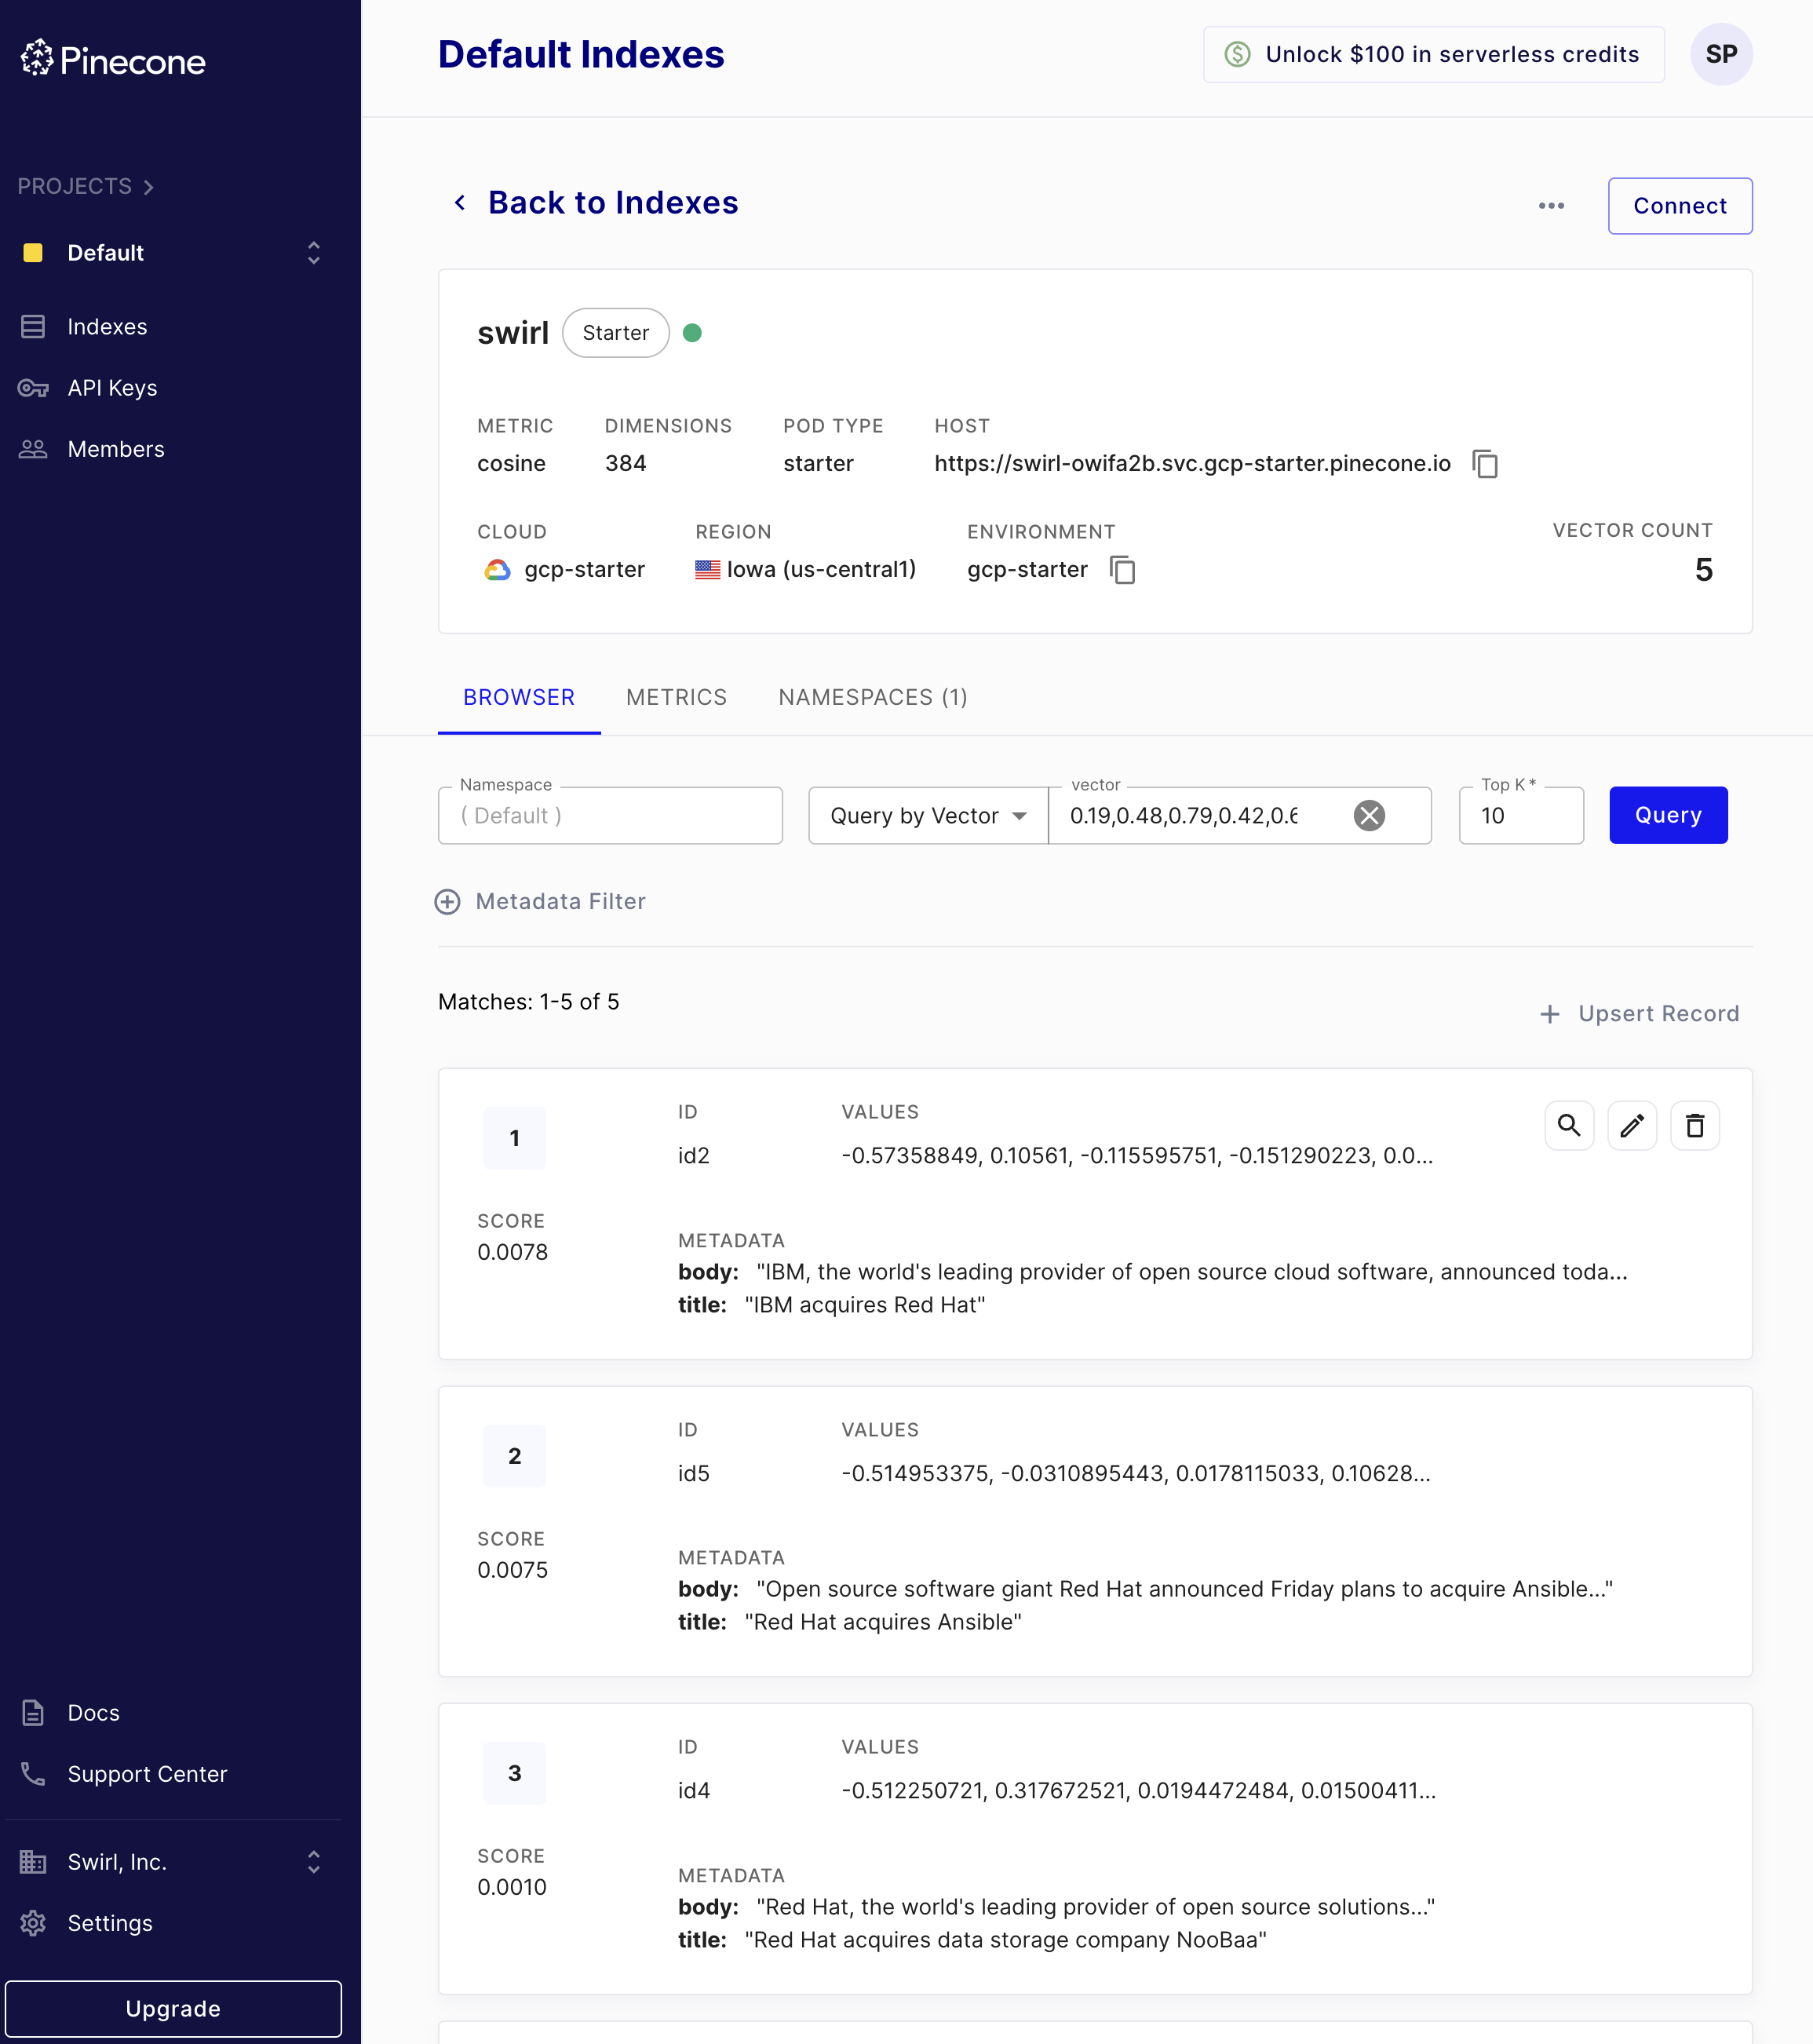 Pinecone
PROJECTS
Default
Indexes
API Keys
Members
Docs
Support Center
Swirl, Inc.
Settings
Upgrade
Default Indexes
Unlock $100 in serverless credits
SP
Back to Indexes
Connect
swirl Starter
METRIC DIMENSIONS POD TYPE HOST
cosine 384 starter https://swirl-owifa2b.svc.gcp-starter.pinecone.io
CLOUD REGION ENVIRONMENT VECTOR COUNT
gcp-starter Iowa (us-central1) gcp-starter 5
BROWSER METRICS NAMESPACES (1)
Namespace vector Top K *
( Default ) Query by Vector 0.19,0.48,0.79,0.42,0.6 10 Query
Metadata Filter
Matches: 1-5 of 5
Upsert Record
1 ID VALUES
id2 -0.57358849, 0.10561, -0.115595751, -0.151290223, 0.0...
SCORE
0.0078
METADATA
body: "IBM, the world's leading provider of open source cloud software, announced toda...
title: "IBM acquires Red Hat"
2 ID VALUES
id5 -0.514953375, -0.0310895443, 0.0178115033, 0.10628...
SCORE
0.0075
METADATA
body: "Open source software giant Red Hat announced Friday plans to acquire Ansible..."
title: "Red Hat acquires Ansible"
3 ID VALUES
id4 -0.512250721, 0.317672521, 0.0194472484, 0.01500411...
SCORE
0.0010
METADATA
body: "Red Hat, the world's leading provider of open source solutions..."
title: "Red Hat acquires data storage company NooBaa"